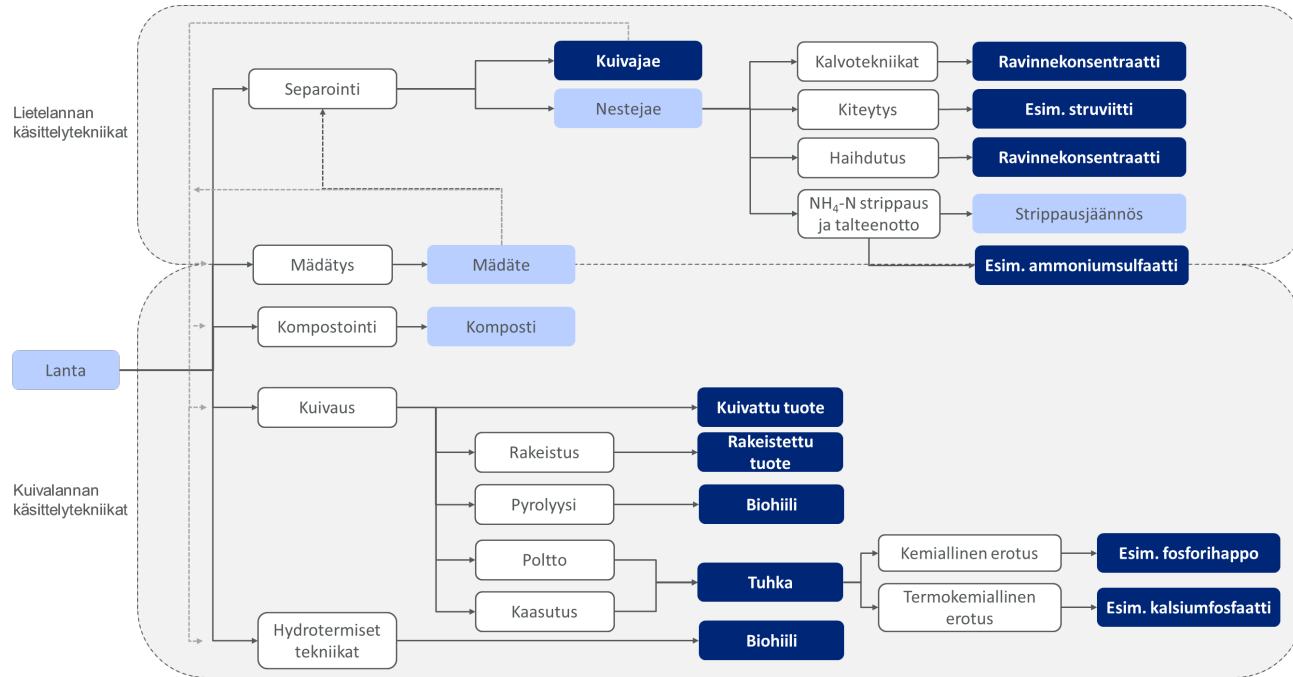 Lietelannan
käsittelytekniikat
Separointi
Kuivajae
Nestejae
Kalvotekniikat
Ravinnekonsentraatti
Kiteytys
Esim. struviitti
Haihdutus
Ravinnekonsentraatti
NH₄-N strippaus
ja talteenotto
Strippausjäännös
Esim. ammoniumsulfaatti
Mädätys
Mädäte
Kompostointi
Komposti
Lanta
Kuivalannan
käsittelytekniikat
Kuivaus
Kuivattu tuote
Rakeistus
Rakeistettu
tuote
Pyrolyysi
Biohiili
Poltto
Kaasutus
Tuhka
Kemiallinen erotus
Esim. fosforihappo
Termokemiallinen
erotus
Esim. kalsiumfosfaatti
Hydrotermiset
tekniikat
Biohiili